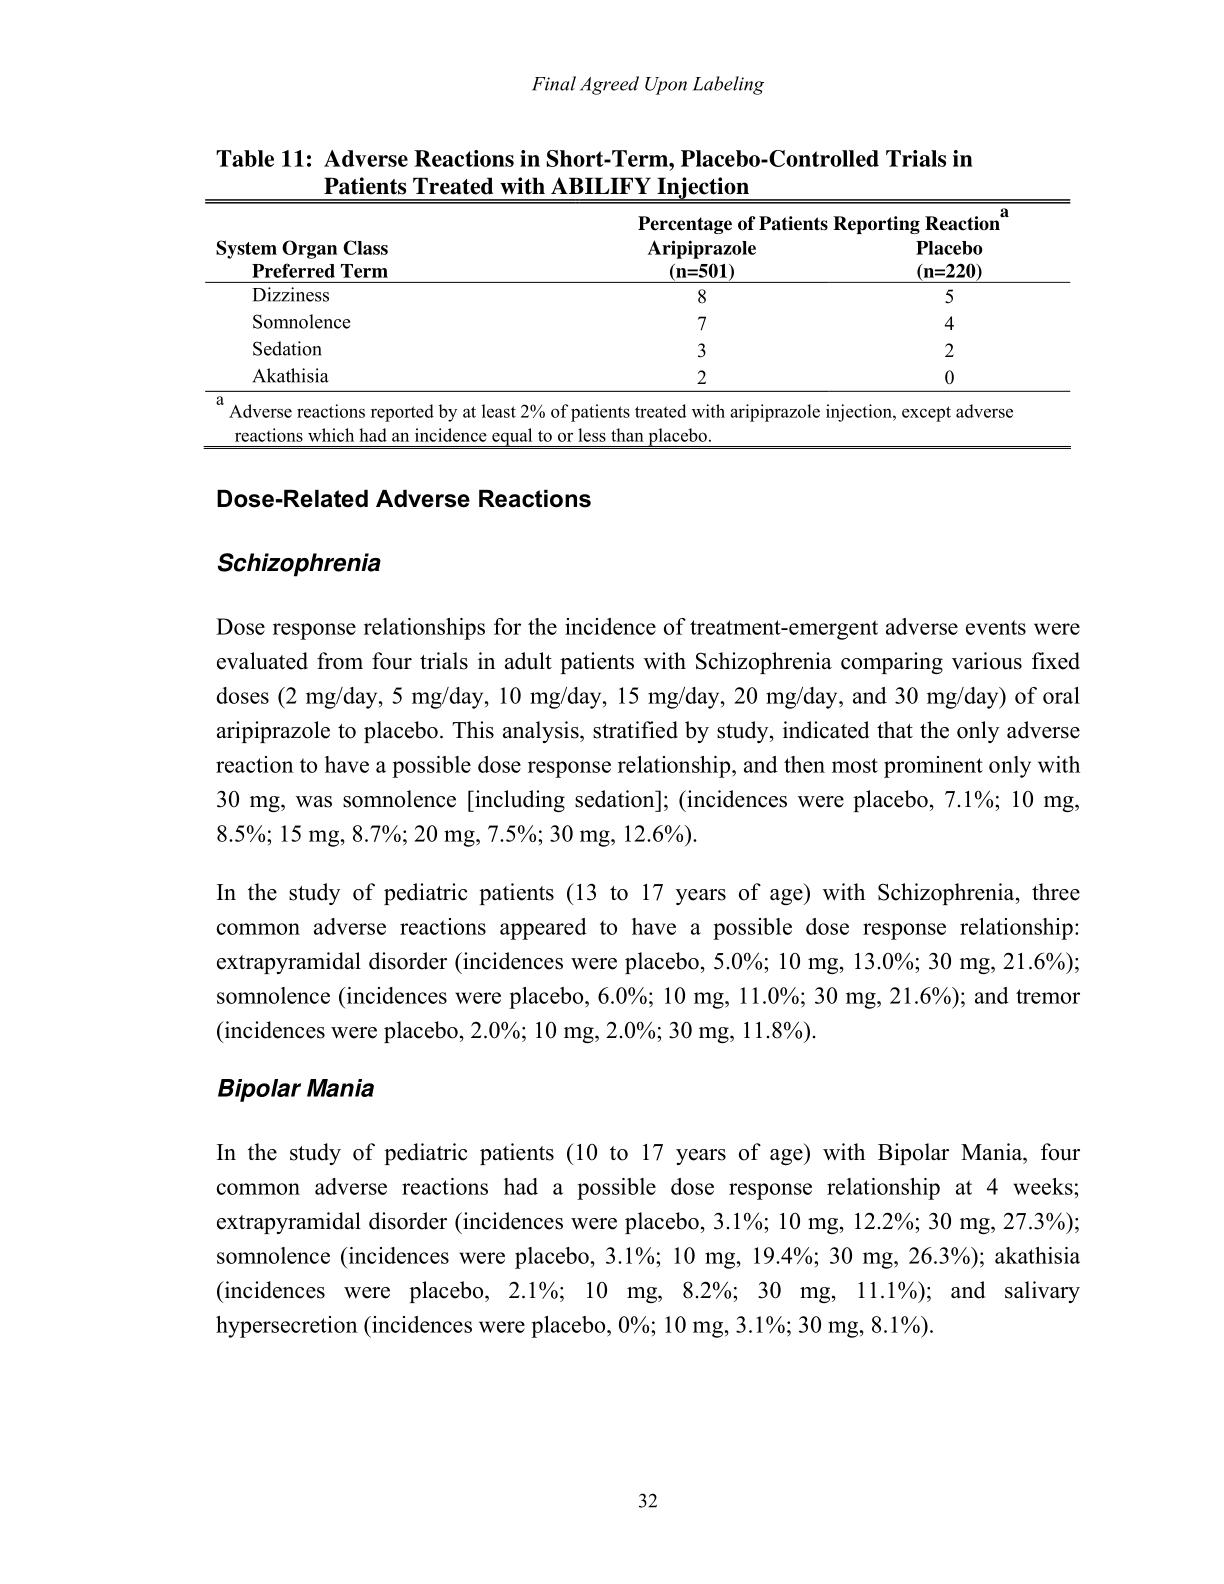 Final Agreed Upon Labeling
Table 11: Adverse Reactions in Short-Term, Placebo-Controlled Trials in
Patients Treated with ABILIFY Injection
Percentage of Patients Reporting Reaction a
System Organ Class Aripiprazole Placebo
Preferred Term (n=501) (n=220)
Dizziness 8 5
Somnolence 7 4
Sedation 3 2
Akathisia 2 0
a Adverse reactions reported by at least 2% of patients treated with aripiprazole injection, except adverse
reactions which had an incidence equal to or less than placebo.
Dose-Related Adverse Reactions
Schizophrenia
Dose response relationships for the incidence of treatment-emergent adverse events were
evaluated from four trials in adult patients with Schizophrenia comparing various fixed
doses (2 mg/day, 5 mg/day, 10 mg/day, 15 mg/day, 20 mg/day, and 30 mg/day) of oral
aripiprazole to placebo. This analysis, stratified by study, indicated that the only adverse
reaction to have a possible dose response relationship, and then most prominent only with
30 mg, was somnolence [including sedation]; (incidences were placebo, 7.1%; 10 mg,
8.5%; 15 mg, 8.7%; 20 mg, 7.5%; 30 mg, 12.6%).
In the study of pediatric patients (13 to 17 years of age) with Schizophrenia, three
common adverse reactions appeared to have a possible dose response relationship:
extrapyramidal disorder (incidences were placebo, 5.0%; 10 mg, 13.0%; 30 mg, 21.6%);
somnolence (incidences were placebo, 6.0%; 10 mg, 11.0%; 30 mg, 21.6%); and tremor
(incidences were placebo, 2.0%; 10 mg, 2.0%; 30 mg, 11.8%).
Bipolar Mania
In the study of pediatric patients (10 to 17 years of age) with Bipolar Mania, four
common adverse reactions had a possible dose response relationship at 4 weeks;
extrapyramidal disorder (incidences were placebo, 3.1%; 10 mg, 12.2%; 30 mg, 27.3%);
somnolence (incidences were placebo, 3.1%; 10 mg, 19.4%; 30 mg, 26.3%); akathisia
(incidences were placebo, 2.1%; 10 mg, 8.2%; 30 mg, 11.1%); and salivary
hypersecretion (incidences were placebo, 0%; 10 mg, 3.1%; 30 mg, 8.1%).
32